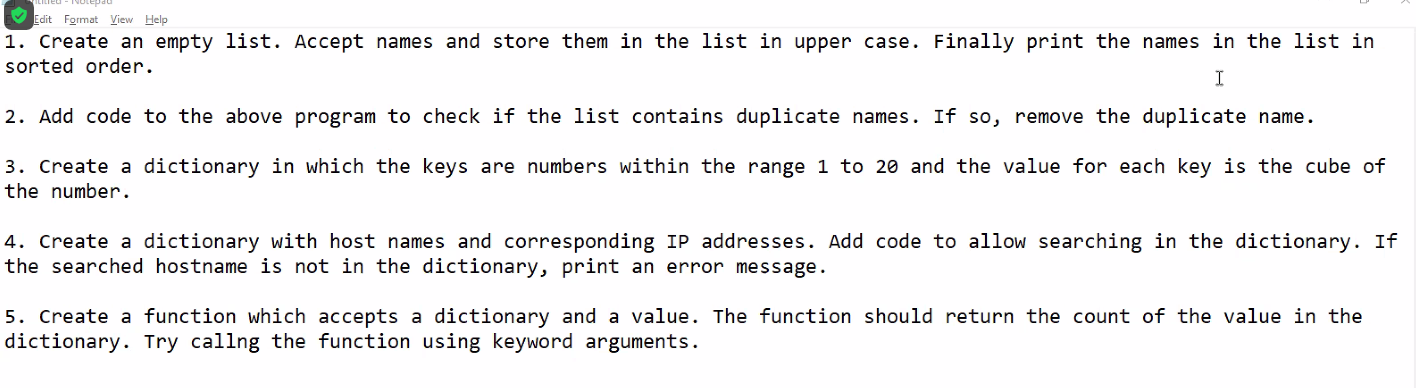 Untitled - Notepad
Edit Format View Help
1. Create an empty list. Accept names and store them in the list in upper case. Finally print the names in the list in
sorted order.
2. Add code to the above program to check if the list contains duplicate names. If so, remove the duplicate name.
3. Create a dictionary in which the keys are numbers within the range 1 to 20 and the value for each key is the cube of
the number.
4. Create a dictionary with host names and corresponding IP addresses. Add code to allow searching in the dictionary. If
the searched hostname is not in the dictionary, print an error message.
5. Create a function which accepts a dictionary and a value. The function should return the count of the value in the
dictionary. Try callng the function using keyword arguments.